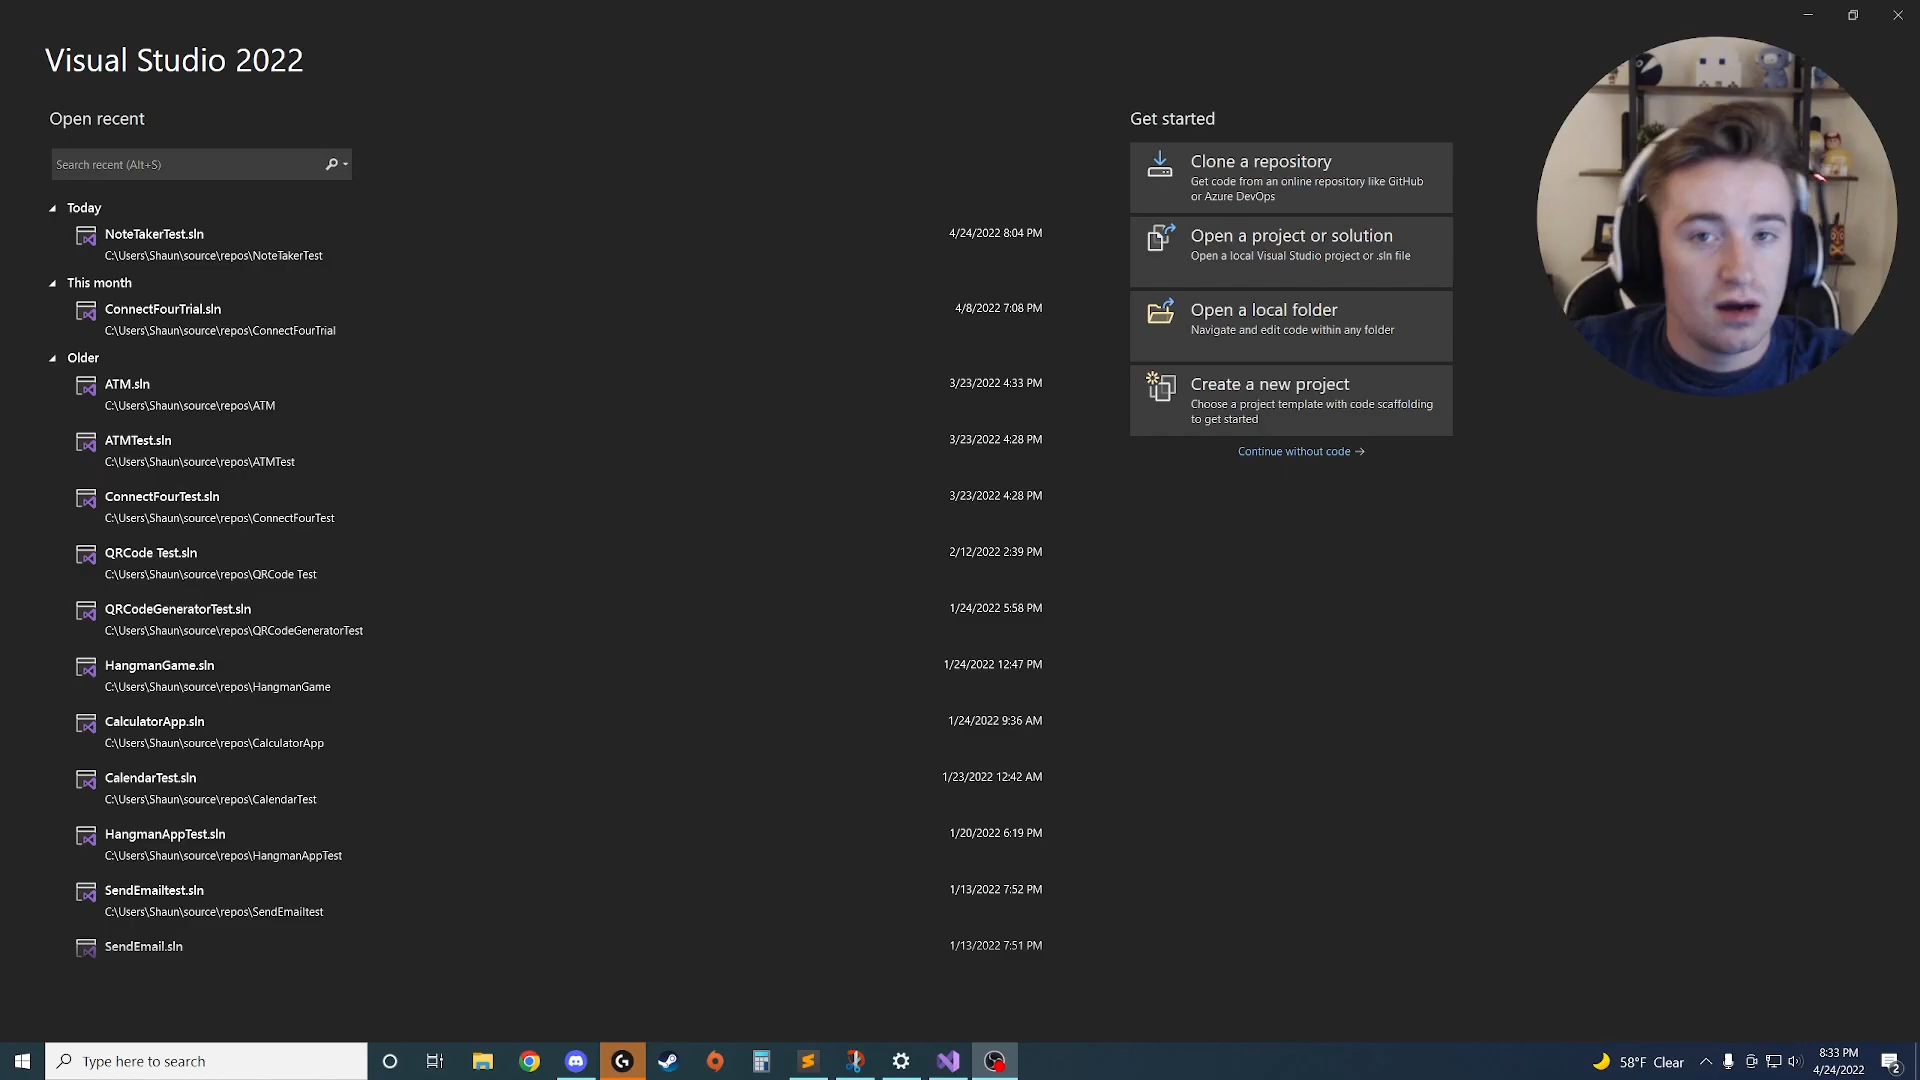 Visual Studio 2022
Open recent
Search recent (Alt+S)
Today
NoteTakerTest.sln
4/24/2022 8:04 PM
C:\Users\Shaun\source\repos\NoteTakerTest
This month
ConnectFourTrial.sln
4/8/2022 7:08 PM
C:\Users\Shaun\source\repos\ConnectFourTrial
Older
ATM.sln
3/23/2022 4:33 PM
C:\Users\Shaun\source\repos\ATM
ATMTest.sln
3/23/2022 4:28 PM
C:\Users\Shaun\source\repos\ATMTest
ConnectFourTest.sln
3/23/2022 4:28 PM
C:\Users\Shaun\source\repos\ConnectFourTest
QRCode Test.sln
2/12/2022 2:39 PM
C:\Users\Shaun\source\repos\QRCode Test
QRCodeGeneratorTest.sln
1/24/2022 5:58 PM
C:\Users\Shaun\source\repos\QRCodeGeneratorTest
HangmanGame.sln
1/24/2022 12:47 PM
C:\Users\Shaun\source\repos\HangmanGame
CalculatorApp.sln
1/24/2022 9:36 AM
C:\Users\Shaun\source\repos\CalculatorApp
CalendarTest.sln
1/23/2022 12:42 AM
C:\Users\Shaun\source\repos\CalendarTest
HangmanAppTest.sln
1/20/2022 6:19 PM
C:\Users\Shaun\source\repos\HangmanAppTest
SendEmailtest.sln
1/13/2022 7:52 PM
C:\Users\Shaun\source\repos\SendEmailtest
SendEmail.sln
1/13/2022 7:51 PM
Get started
Clone a repository
Get code from an online repository like GitHub
or Azure DevOps
Open a project or solution
Open a local Visual Studio project or .sln file
Open a local folder
Navigate and edit code within any folder
Create a new project
Choose a project template with code scaffolding
to get started
Continue without code →
Type here to search
58°F Clear
8:33 PM
4/24/2022
2